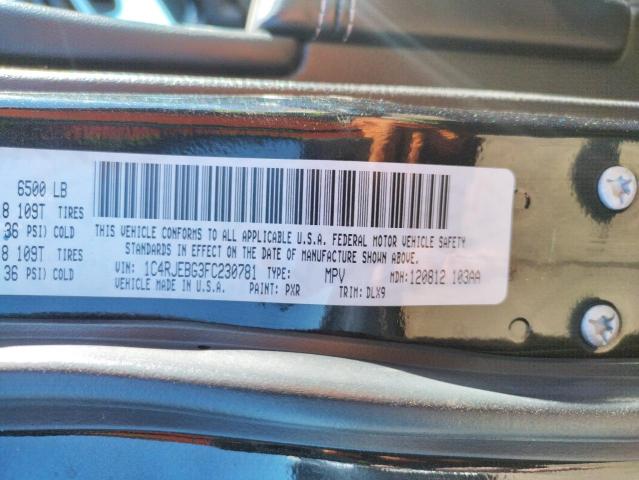 6500 LB
8 109T TIRES
36 PSI) COLD
8 109T TIRES
36 PSI) COLD
THIS VEHICLE CONFORMS TO ALL APPLICABLE U.S.A. FEDERAL MOTOR VEHICLE SAFETY
STANDARDS IN EFFECT ON THE DATE OF MANUFACTURE SHOWN ABOVE.
VIN: 1C4RJEBG3FC230781 TYPE: MPV MDH: 120812 103AA
VEHICLE MADE IN U.S.A. PAINT: PXR TRIM: DLX9